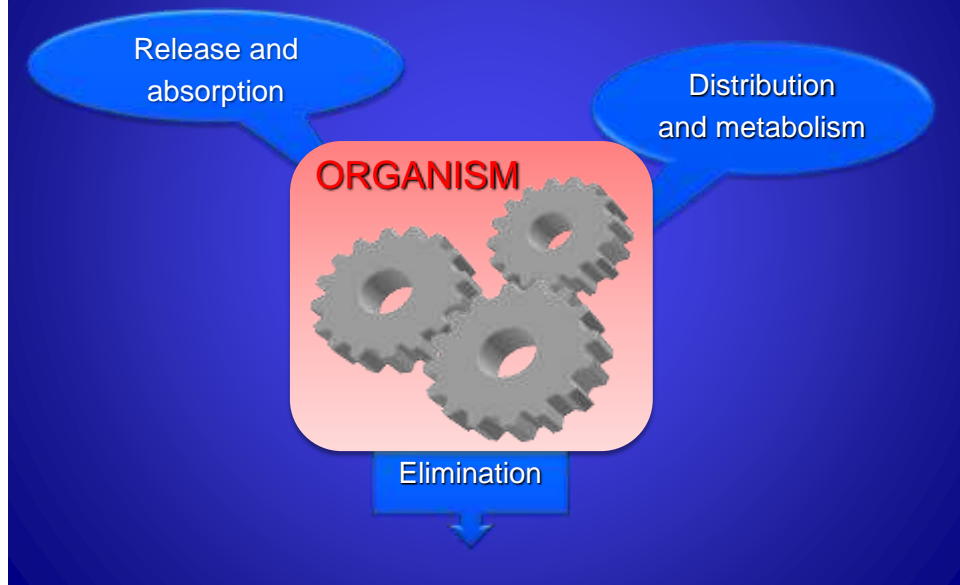 Release and
absorption
Distribution
and metabolism
ORGANISM
Elimination